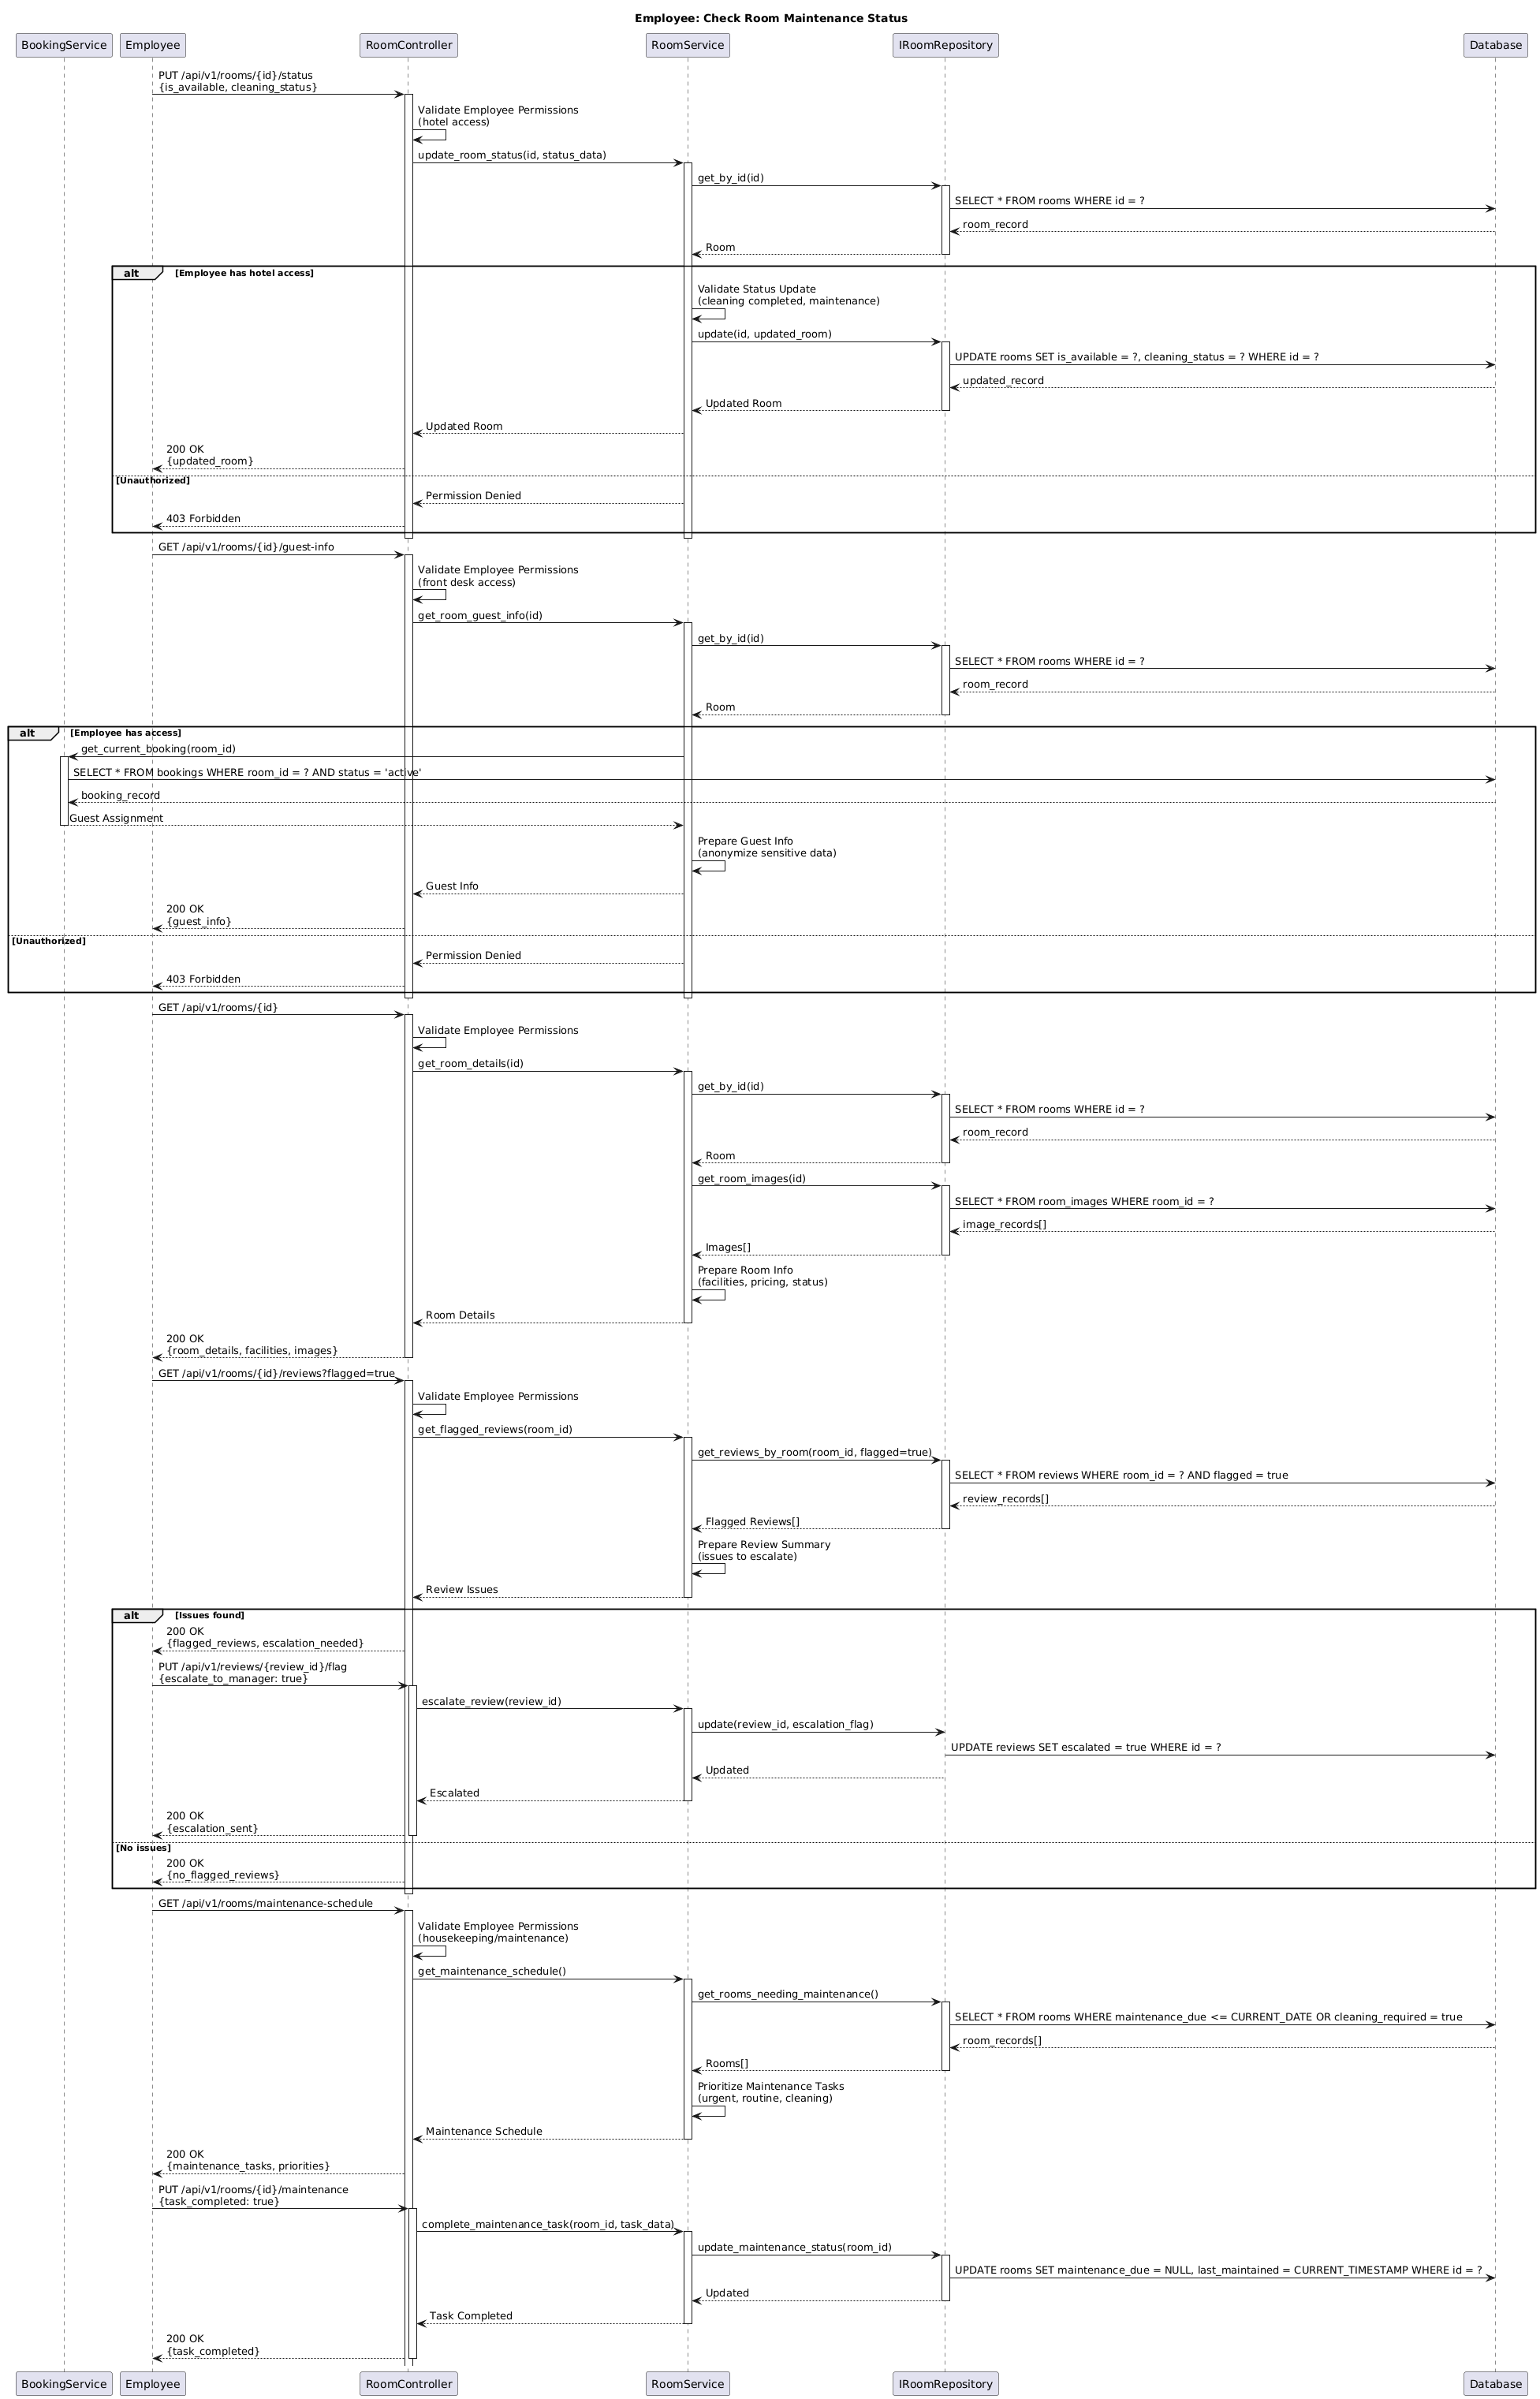 Employee: Check Room Maintenance Status
BookingService
Employee
RoomController
RoomService
IRoomRepository
Database
PUT /api/v1/rooms/{id}/status
{is_available, cleaning_status}
Validate Employee Permissions
(hotel access)
update_room_status(id, status_data)
get_by_id(id)
SELECT * FROM rooms WHERE id = ?
room_record
Room
alt
[Employee has hotel access]
Validate Status Update
(cleaning completed, maintenance)
update(id, updated_room)
UPDATE rooms SET is_available = ?, cleaning_status = ? WHERE id = ?
updated_record
Updated Room
Updated Room
200 OK
{updated_room}
[Unauthorized]
Permission Denied
403 Forbidden
GET /api/v1/rooms/{id}/guest-info
Validate Employee Permissions
(front desk access)
get_room_guest_info(id)
get_by_id(id)
SELECT * FROM rooms WHERE id = ?
room_record
Room
alt
[Employee has access]
get_current_booking(room_id)
SELECT * FROM bookings WHERE room_id = ? AND status = 'active'
booking_record
Guest Assignment
Prepare Guest Info
(anonymize sensitive data)
Guest Info
200 OK
{guest_info}
[Unauthorized]
Permission Denied
403 Forbidden
GET /api/v1/rooms/{id}
Validate Employee Permissions
get_room_details(id)
get_by_id(id)
SELECT * FROM rooms WHERE id = ?
room_record
Room
get_room_images(id)
SELECT * FROM room_images WHERE room_id = ?
image_records[]
Images[]
Prepare Room Info
(facilities, pricing, status)
Room Details
200 OK
{room_details, facilities, images}
GET /api/v1/rooms/{id}/reviews?flagged=true
Validate Employee Permissions
get_flagged_reviews(room_id)
get_reviews_by_room(room_id, flagged=true)
SELECT * FROM reviews WHERE room_id = ? AND flagged = true
review_records[]
Flagged Reviews[]
Prepare Review Summary
(issues to escalate)
Review Issues
alt
[Issues found]
200 OK
{flagged_reviews, escalation_needed}
PUT /api/v1/reviews/{review_id}/flag
{escalate_to_manager: true}
escalate_review(review_id)
update(review_id, escalation_flag)
UPDATE reviews SET escalated = true WHERE id = ?
Updated
Escalated
200 OK
{escalation_sent}
[No issues]
200 OK
{no_flagged_reviews}
GET /api/v1/rooms/maintenance-schedule
Validate Employee Permissions
(housekeeping/maintenance)
get_maintenance_schedule()
get_rooms_needing_maintenance()
SELECT * FROM rooms WHERE maintenance_due <= CURRENT_DATE OR cleaning_required = true
room_records[]
Rooms[]
Prioritize Maintenance Tasks
(urgent, routine, cleaning)
Maintenance Schedule
200 OK
{maintenance_tasks, priorities}
PUT /api/v1/rooms/{id}/maintenance
{task_completed: true}
complete_maintenance_task(room_id, task_data)
update_maintenance_status(room_id)
UPDATE rooms SET maintenance_due = NULL, last_maintained = CURRENT_TIMESTAMP WHERE id = ?
Updated
Task Completed
200 OK
{task_completed}
BookingService
Employee
RoomController
RoomService
IRoomRepository
Database